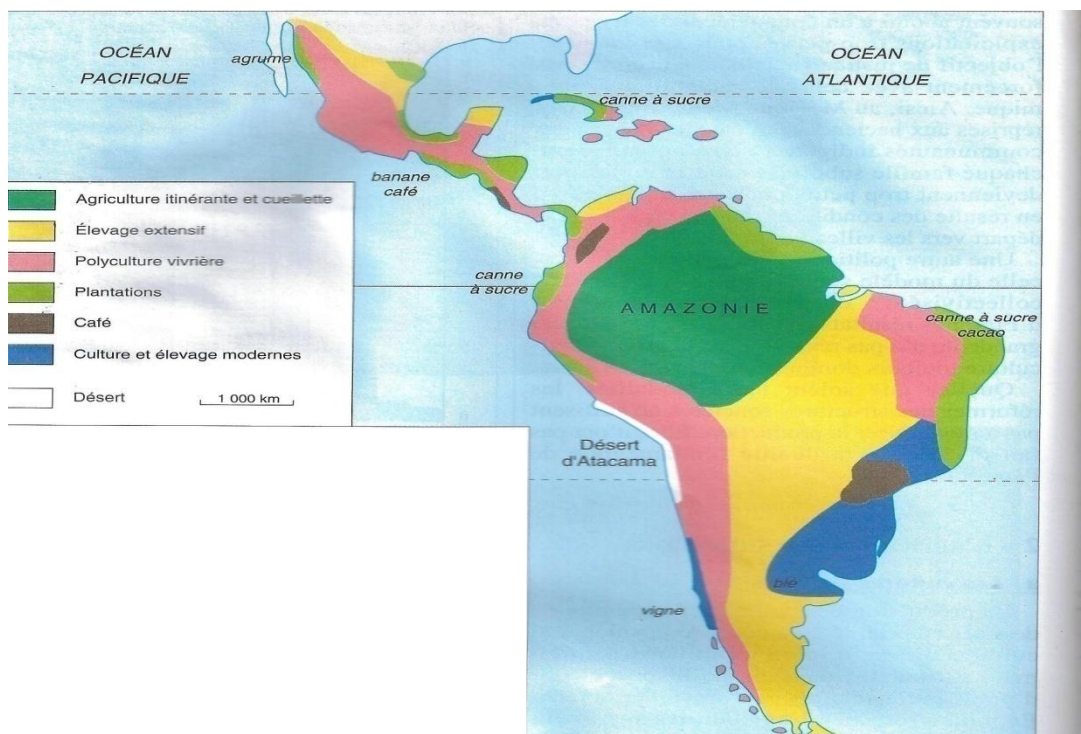 OCÉAN
PACIFIQUE
OCÉAN
ATLANTIQUE
agrume
canne à sucre
banane
café
Agriculture itinérante et cueillette
Élevage extensif
Polyculture vivrière
Plantations
Café
Culture et élevage modernes
Désert
1 000 km
canne
à sucre
AMAZONIE
canne à sucre
cacao
Désert
d'Atacama
blé
vigne